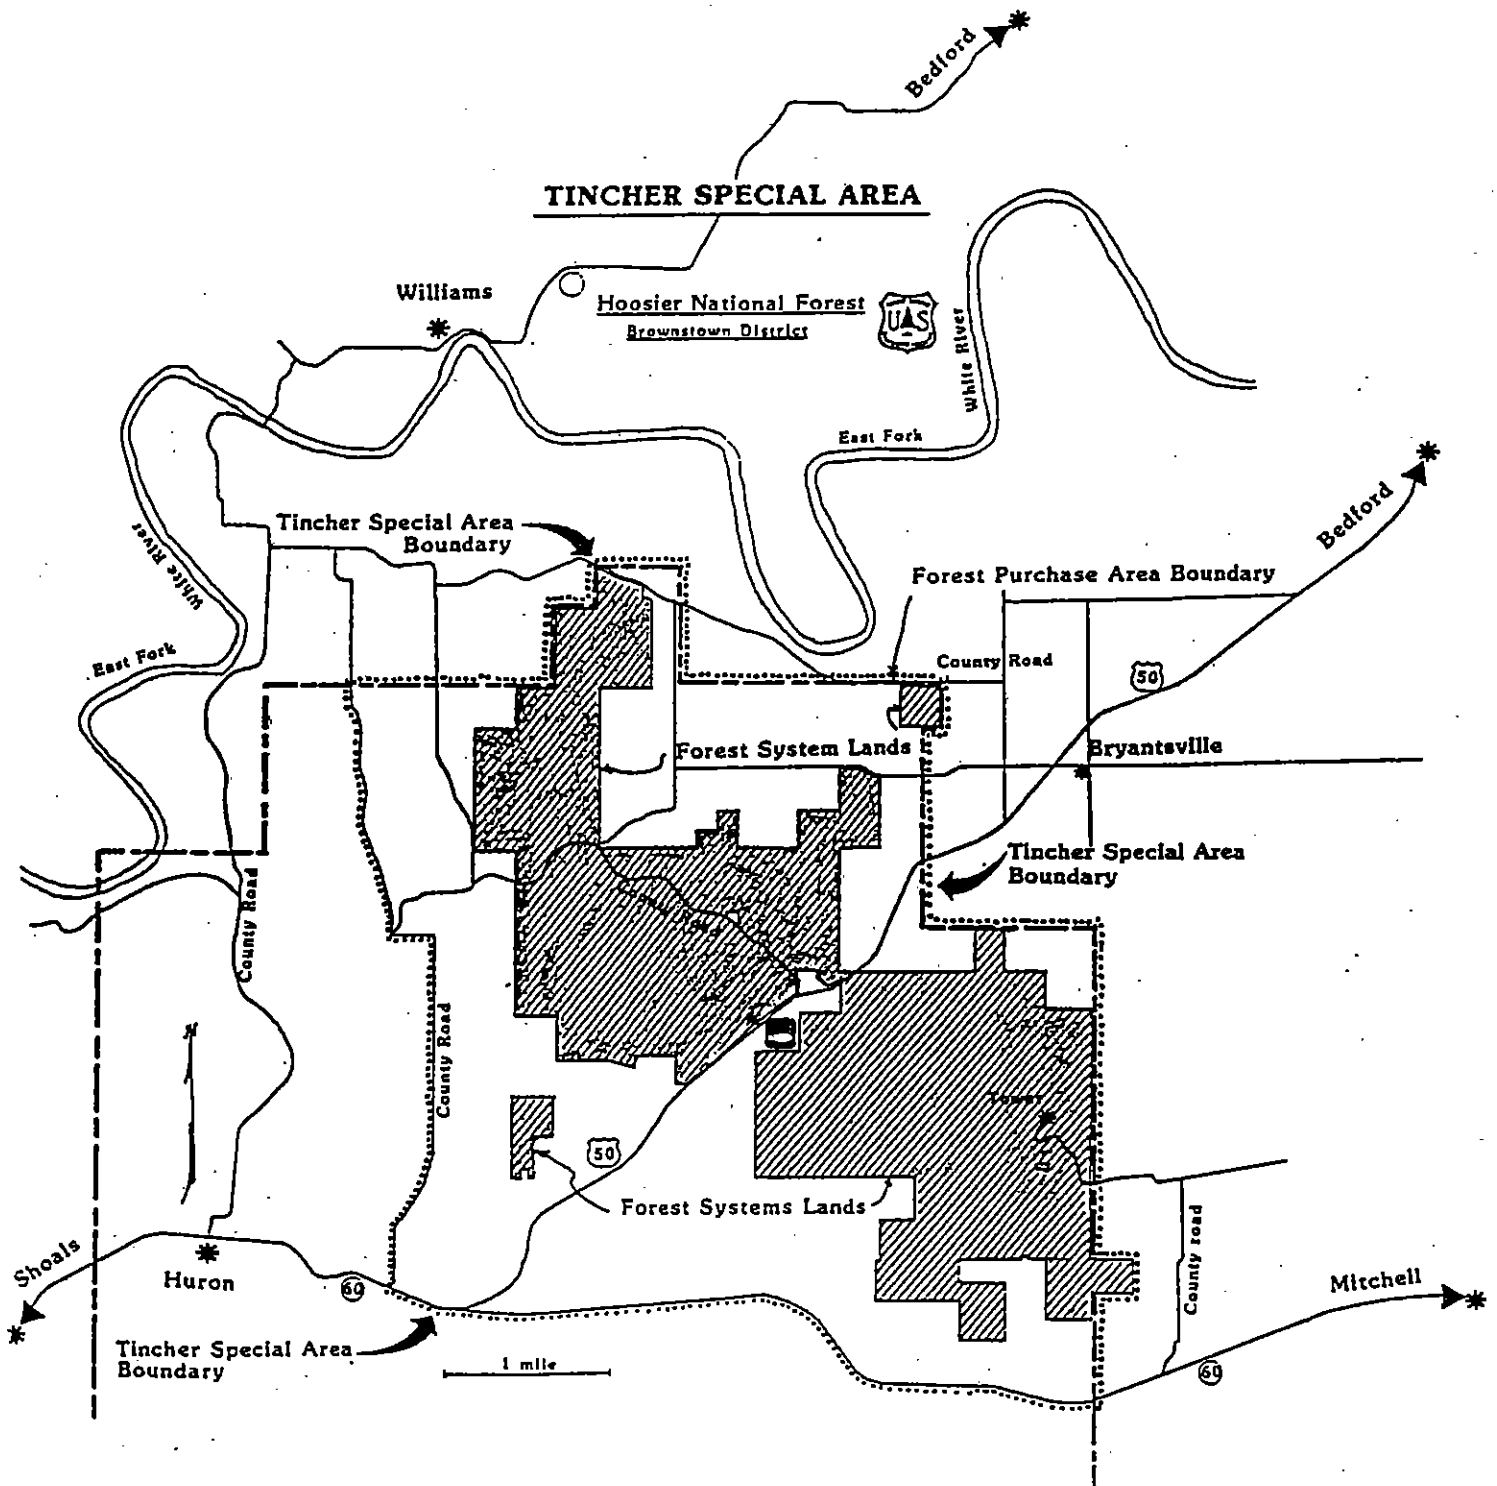 Bedford
TINCHER SPECIAL AREA
Williams
Hoosier National Forest
Brownstown District
U S
White River
East Fork
Bedford
Tincher Special Area
Boundary
White River
Forest Purchase Area Boundary
East Fork
County Road
50
Forest System Lands
Bryantsville
Tincher Special Area
Boundary
County Road
County Road
N
Tower
50
Forest Systems Lands
County road
Shoals
Huron
60
Mitchell
Tincher Special Area
Boundary
1 mile
60